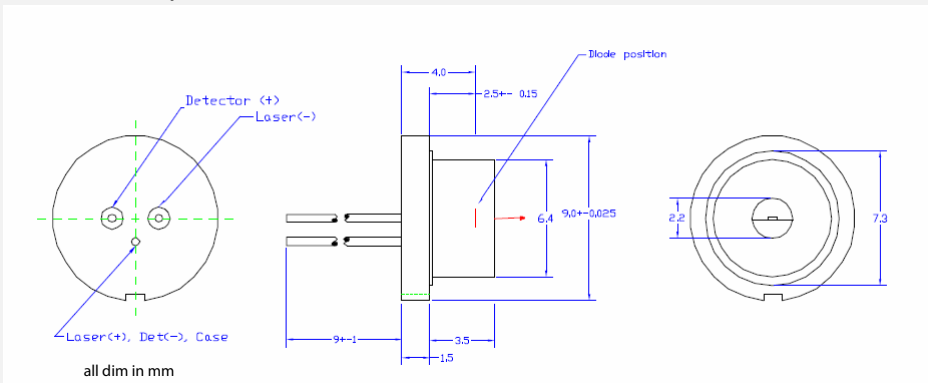 Diode position
4.0
2.5+- 0.15
Detector (+)
Laser(-)
6.4
9.0+-0.025
2.2
7.3
Laser(+), Det(-), Case
9+-1
3.5
1.5
all dim in mm